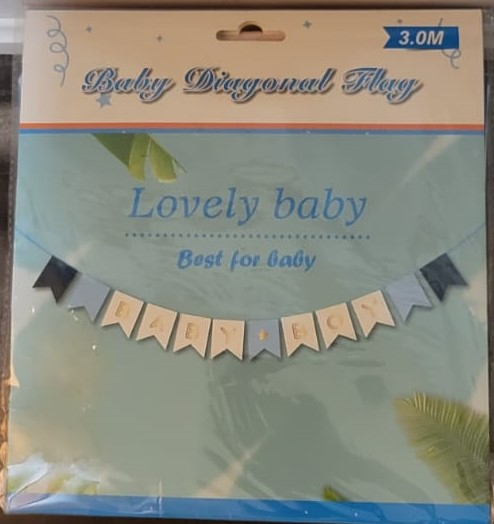 3.0M
Baby Diagonal Flag
Lovely baby
Best for baby
BABY BOY